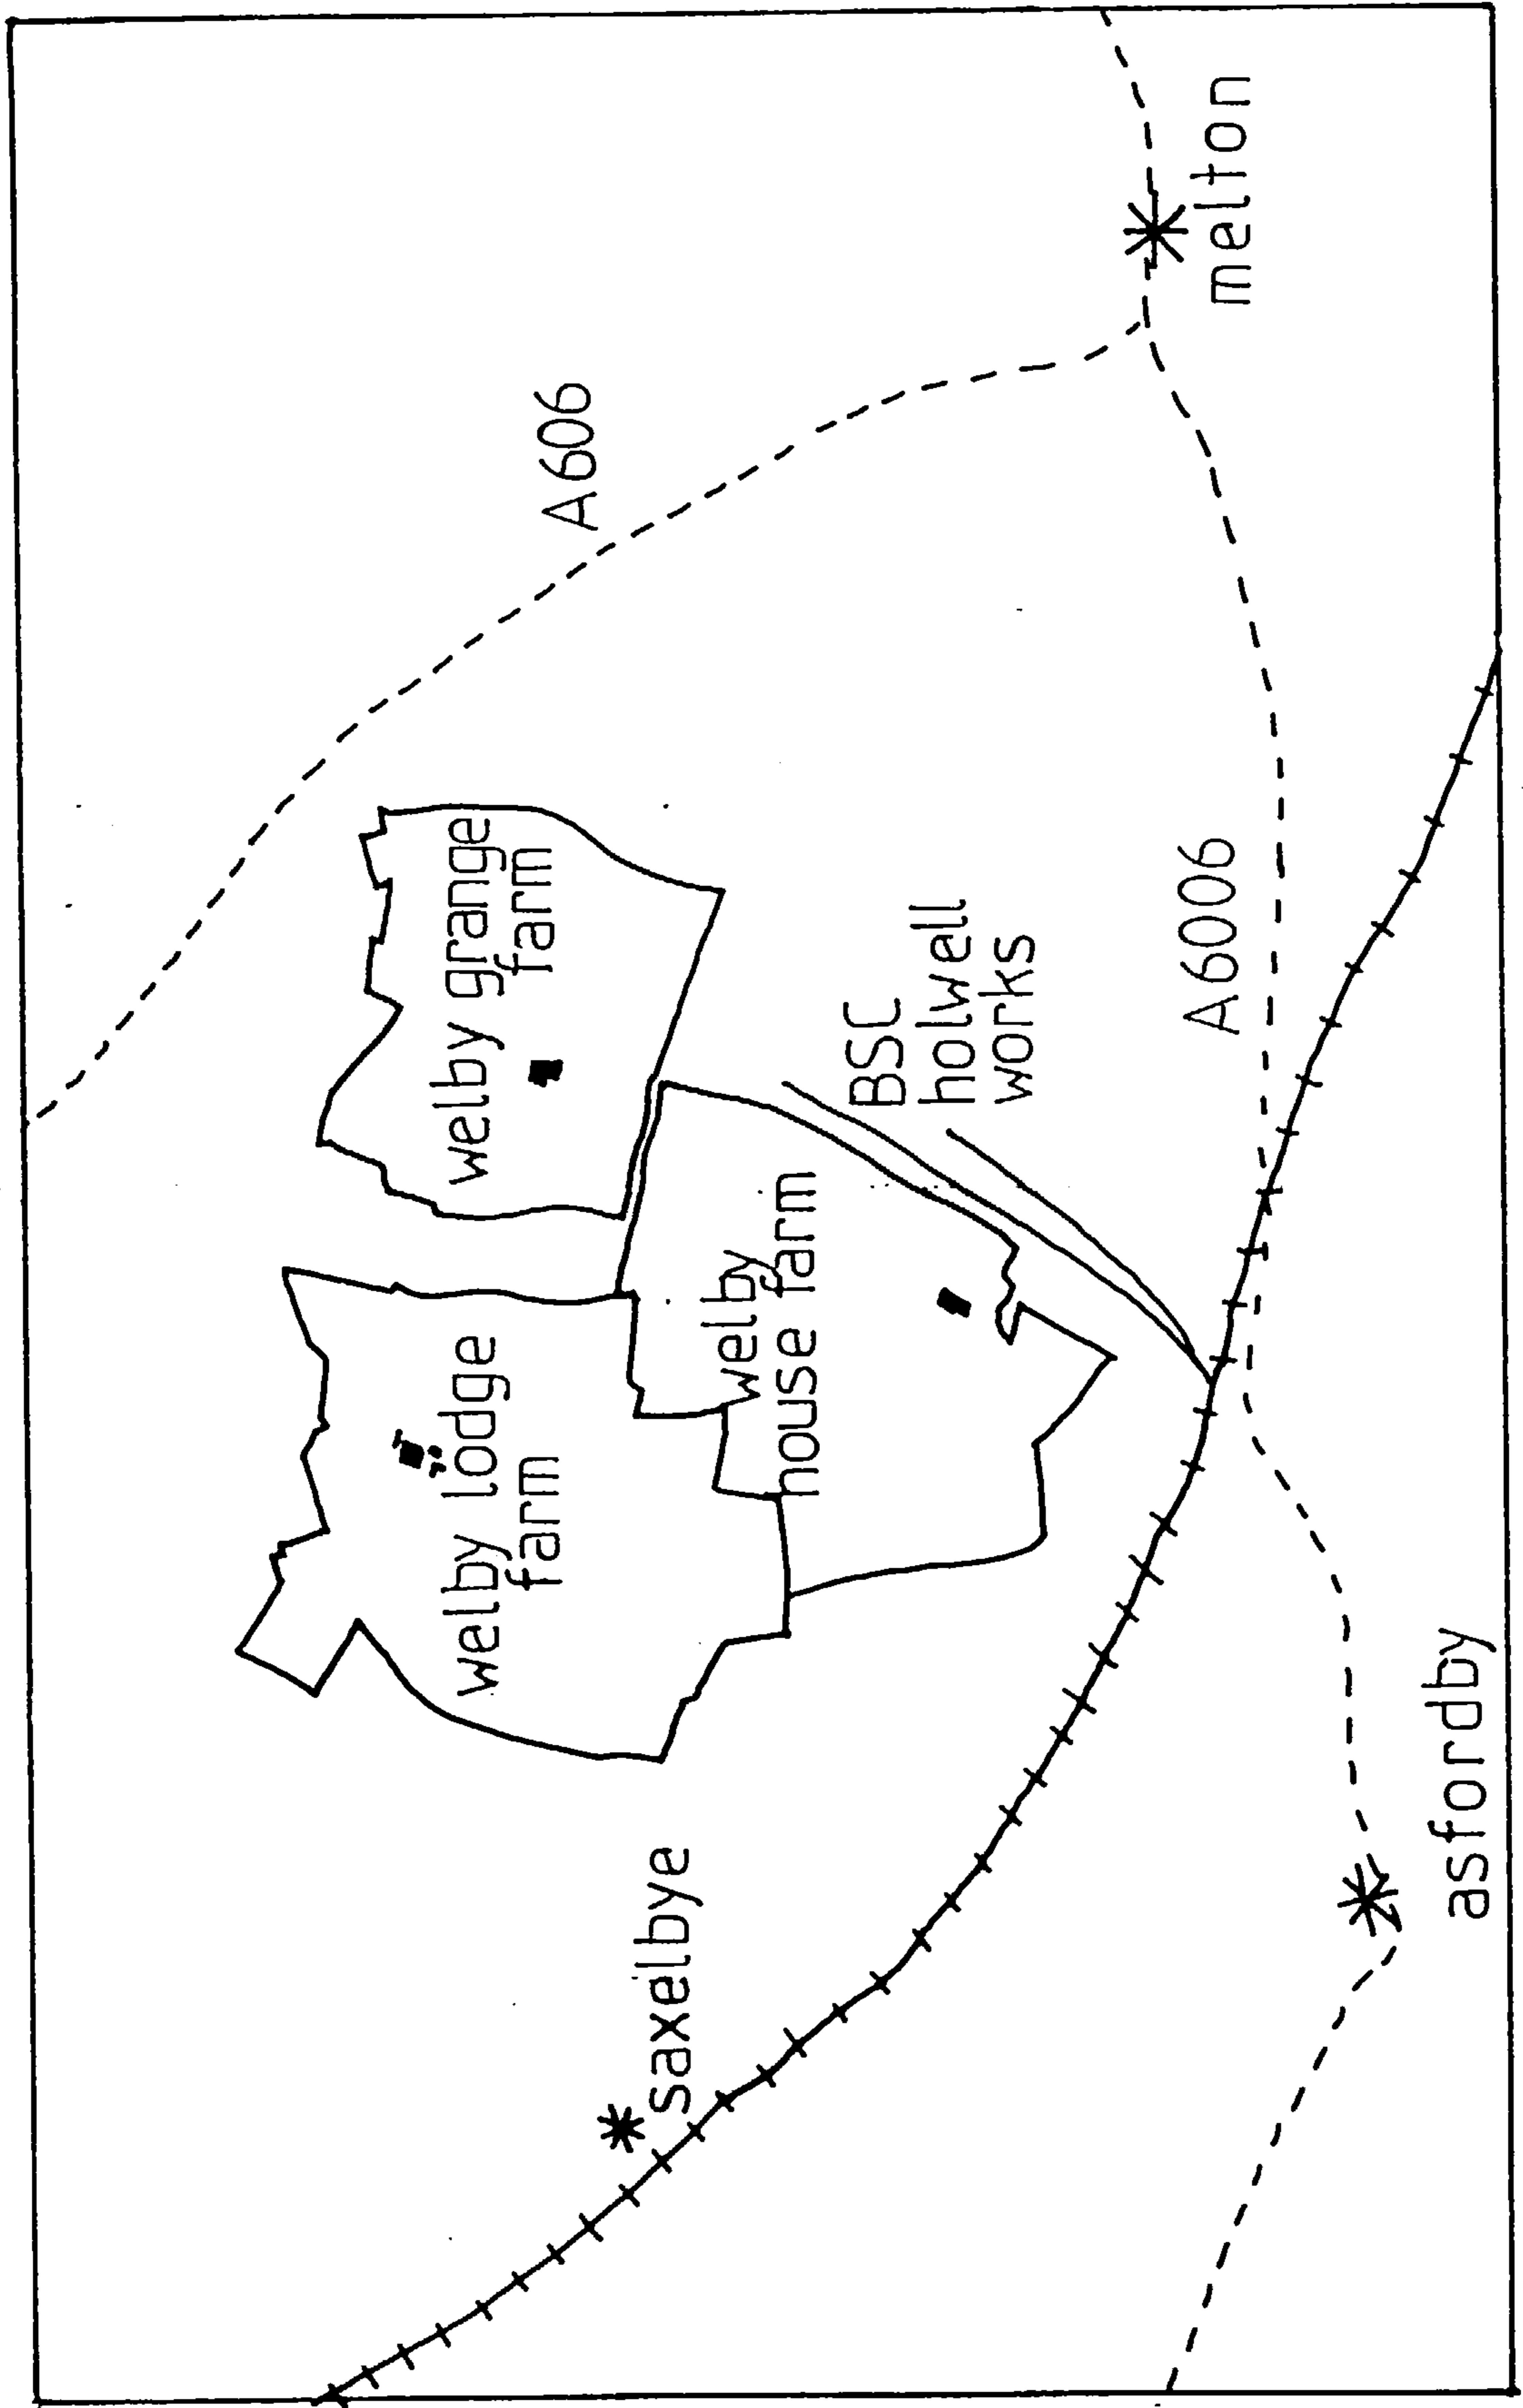 A606
welby grange
farm
welby lodge
farm
saxelbye
welby
house farm
BSC
holwell
works
melton
A6006
asfordby